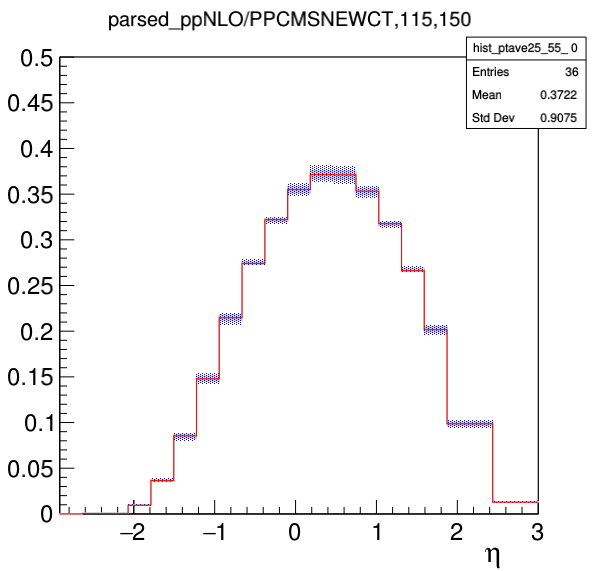 parsed_ppNLO/PPCMSNEWCT,115,150
hist_ptave25_55_ 0
Entries 36
Mean 0.3722
Std Dev 0.9075
0.5
0.45
0.4
0.35
0.3
0.25
0.2
0.15
0.1
0.05
0
−2 −1 0 1 2 3
η